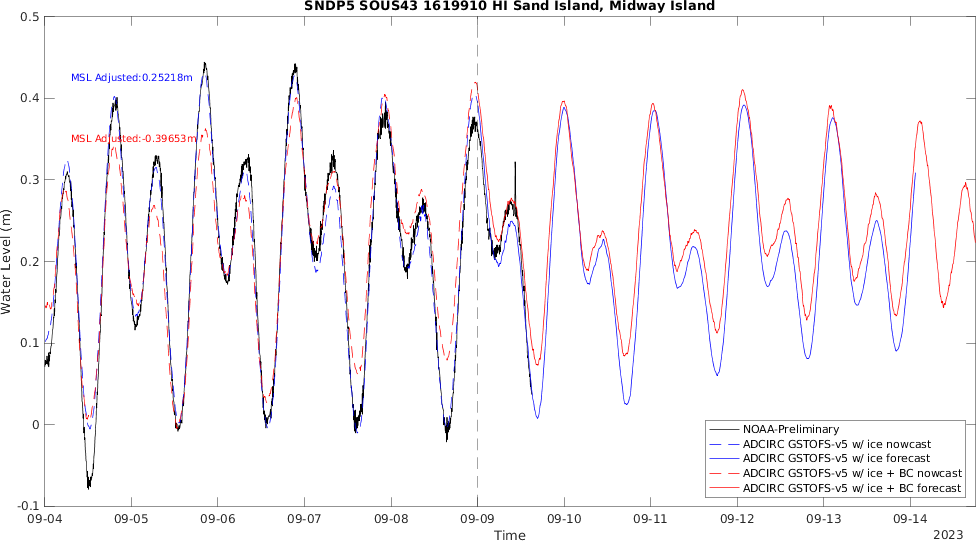 SNDP5 SOUS43 1619910 HI Sand Island, Midway Island
0.5
0.4
0.3
0.2
0.1
0
-0.1
Water Level (m)
MSL Adjusted:0.25218m
MSL Adjusted:-0.39653m
NOAA-Preliminary
ADCIRC GSTOFS-v5 w/ ice nowcast
ADCIRC GSTOFS-v5 w/ ice forecast
ADCIRC GSTOFS-v5 w/ ice + BC nowcast
ADCIRC GSTOFS-v5 w/ ice + BC forecast
09-04 09-05 09-06 09-07 09-08 09-09 09-10 09-11 09-12 09-13 09-14
Time
2023